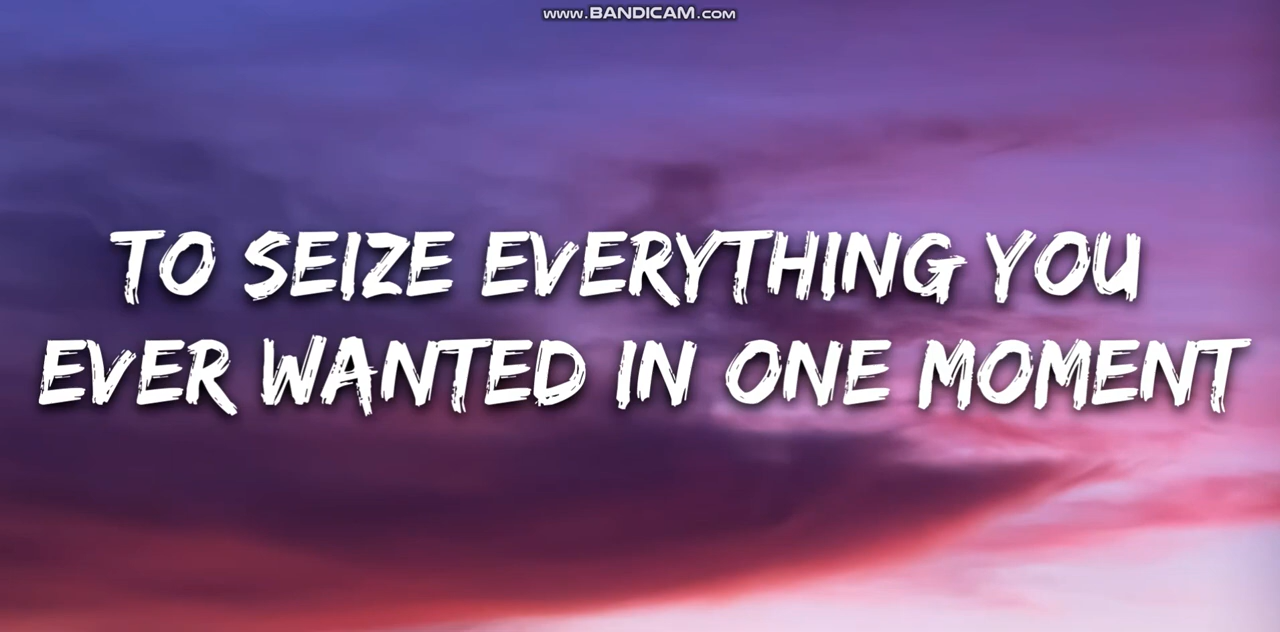 www.BANDICAM.com
TO SEIZE EVERYTHING YOU
EVER WANTED IN ONE MOMENT